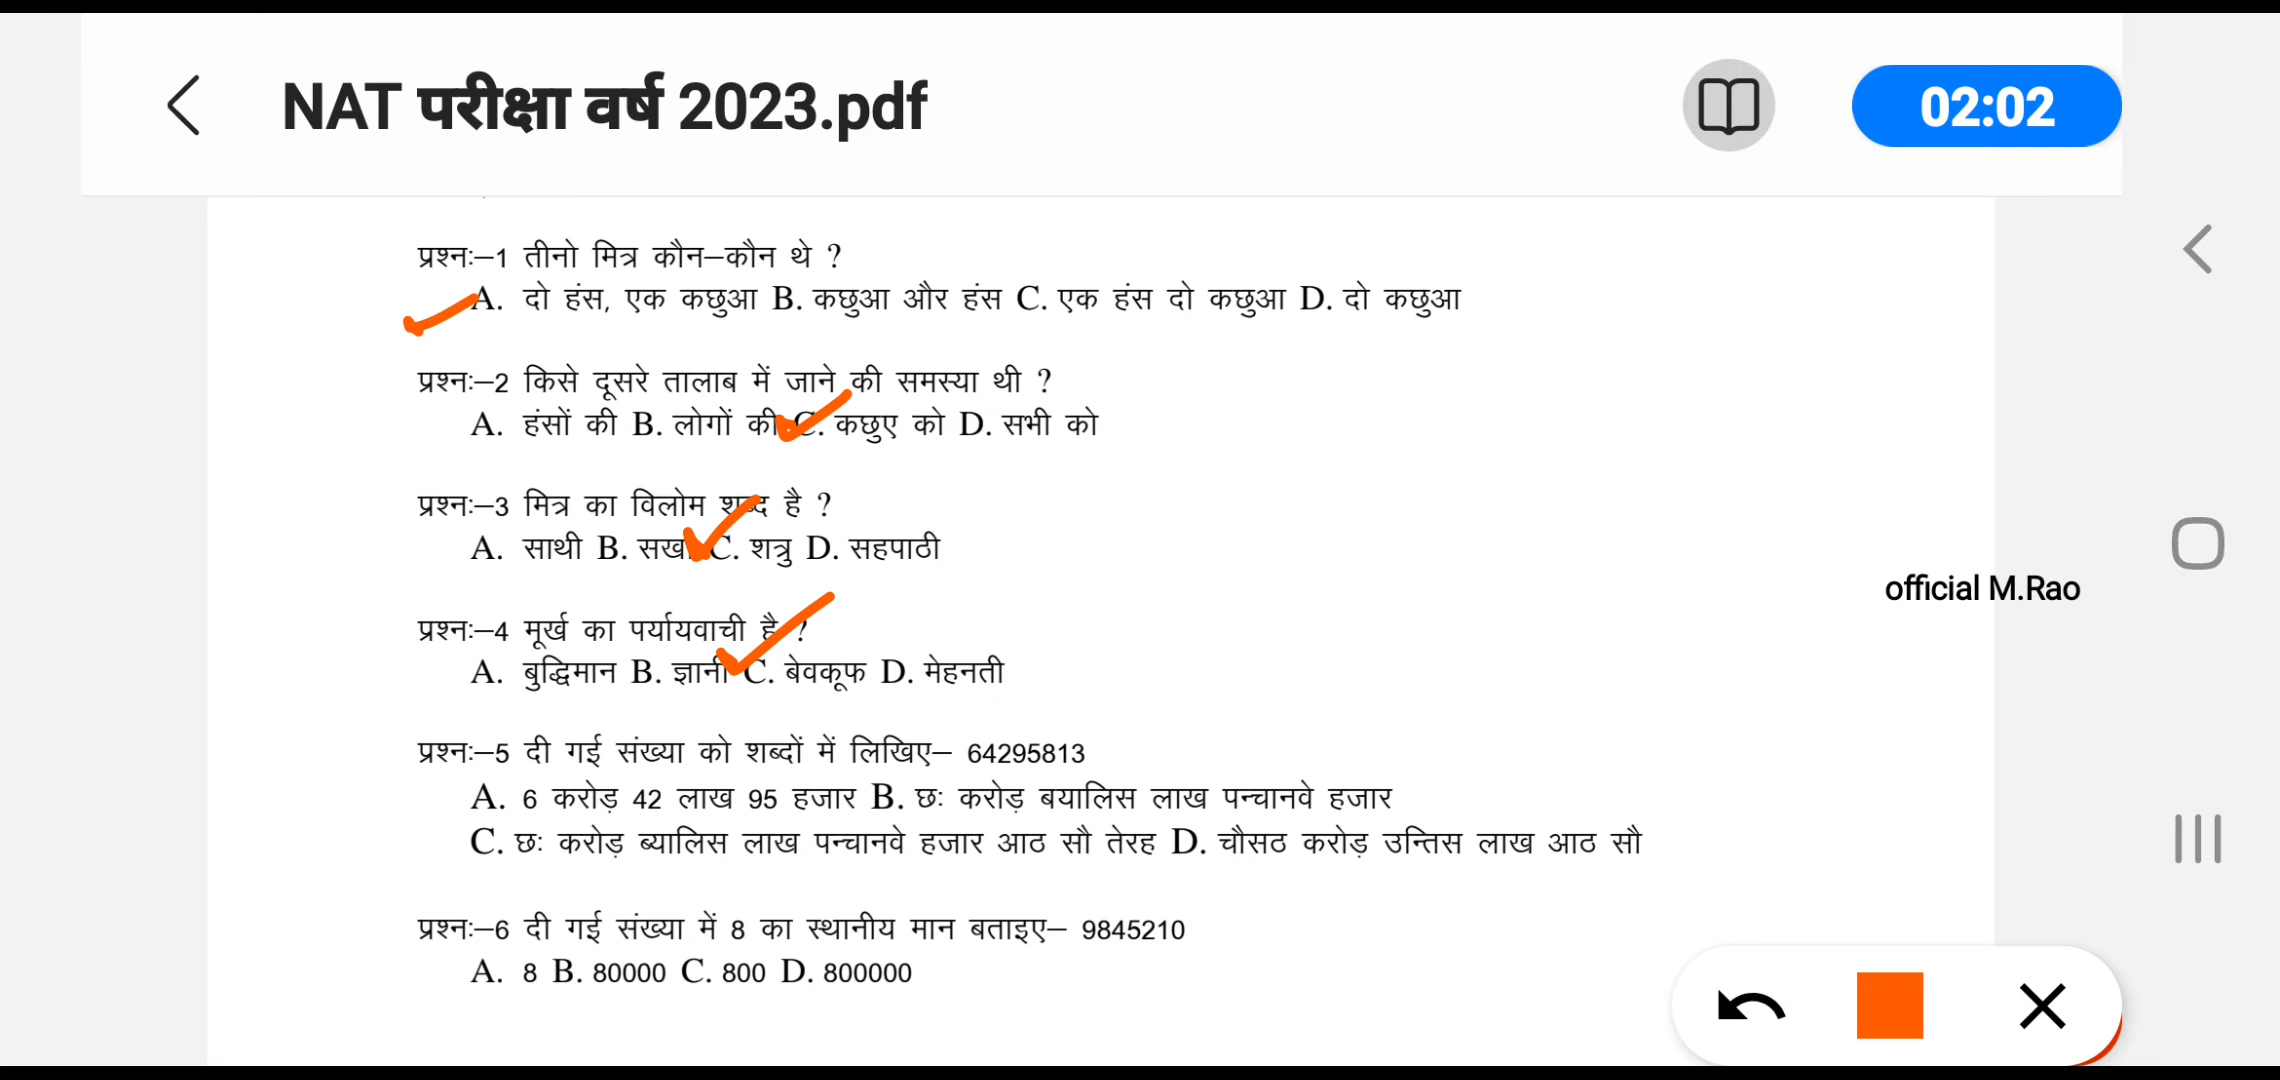 NAT परीक्षा वर्ष 2023.pdf
02:02
प्रश्नः–1 तीनो मित्र कौन–कौन थे ?
A. दो हंस, एक कछुआ B. कछुआ और हंस C. एक हंस दो कछुआ D. दो कछुआ
प्रश्नः–2 किसे दूसरे तालाब में जाने की समस्या थी ?
A. हंसों की B. लोगों की C. कछुए को D. सभी को
प्रश्नः–3 मित्र का विलोम शब्द है ?
A. साथी B. सखा C. शत्रु D. सहपाठी
official M.Rao
प्रश्नः–4 मूर्ख का पर्यायवाची है ?
A. बुद्धिमान B. ज्ञानी C. बेवकूफ D. मेहनती
प्रश्नः–5 दी गई संख्या को शब्दों में लिखिए– 64295813
A. 6 करोड़ 42 लाख 95 हजार B. छः करोड़ बयालिस लाख पन्चानवे हजार
C. छः करोड़ ब्यालिस लाख पन्चानवे हजार आठ सौ तेरह D. चौसठ करोड़ उन्तिस लाख आठ सौ
प्रश्नः–6 दी गई संख्या में 8 का स्थानीय मान बताइए– 9845210
A. 8 B. 80000 C. 800 D. 800000